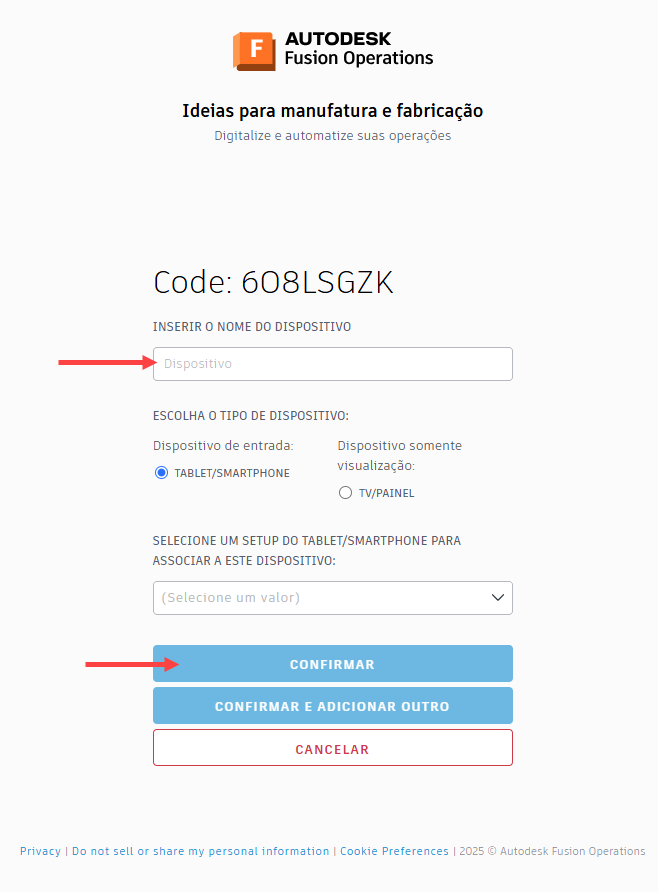 AUTODESK
Fusion Operations
Ideias para manufatura e fabricação
Digitalize e automatize suas operações
Code: 6O8LSGZK
INSERIR O NOME DO DISPOSITIVO
Dispositivo
ESCOLHA O TIPO DE DISPOSITIVO:
Dispositivo de entrada:
TABLET/SMARTPHONE
Dispositivo somente
visualização:
TV/PAINEL
SELECIONE UM SETUP DO TABLET/SMARTPHONE PARA
ASSOCIAR A ESTE DISPOSITIVO:
(Selecione um valor)
CONFIRMAR
CONFIRMAR E ADICIONAR OUTRO
CANCELAR
Privacy | Do not sell or share my personal information | Cookie Preferences | 2025 © Autodesk Fusion Operations